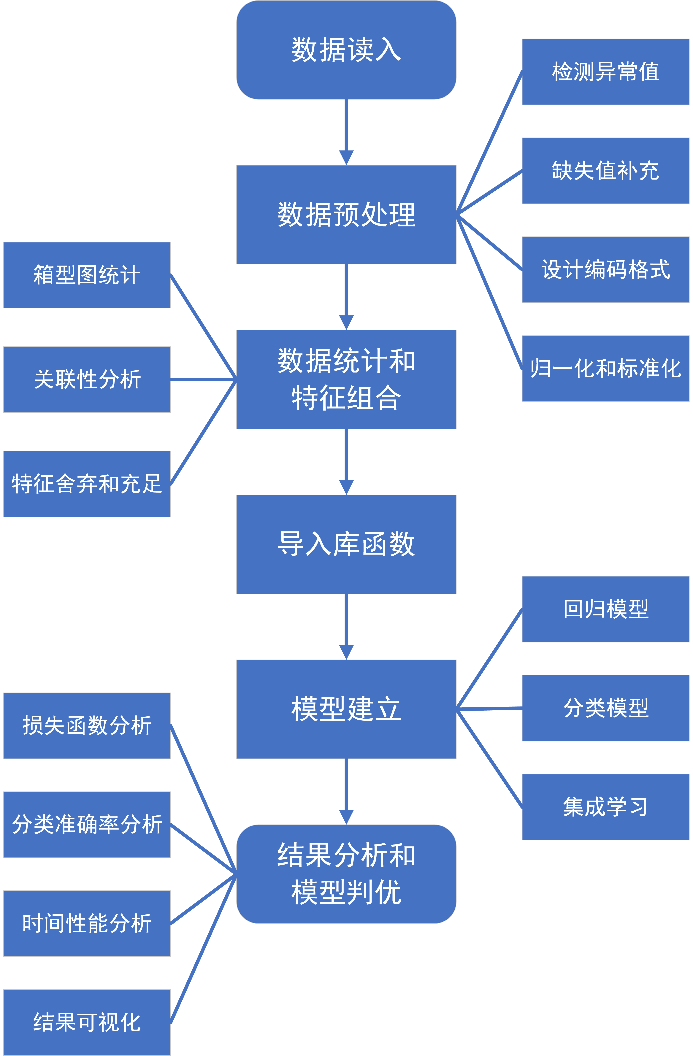 数据读入
数据预处理
检测异常值
缺失值补充
设计编码格式
归一化和标准化
数据统计和
特征组合
箱型图统计
关联性分析
特征舍弃和充足
导入库函数
模型建立
回归模型
分类模型
集成学习
结果分析和
模型判优
损失函数分析
分类准确率分析
时间性能分析
结果可视化